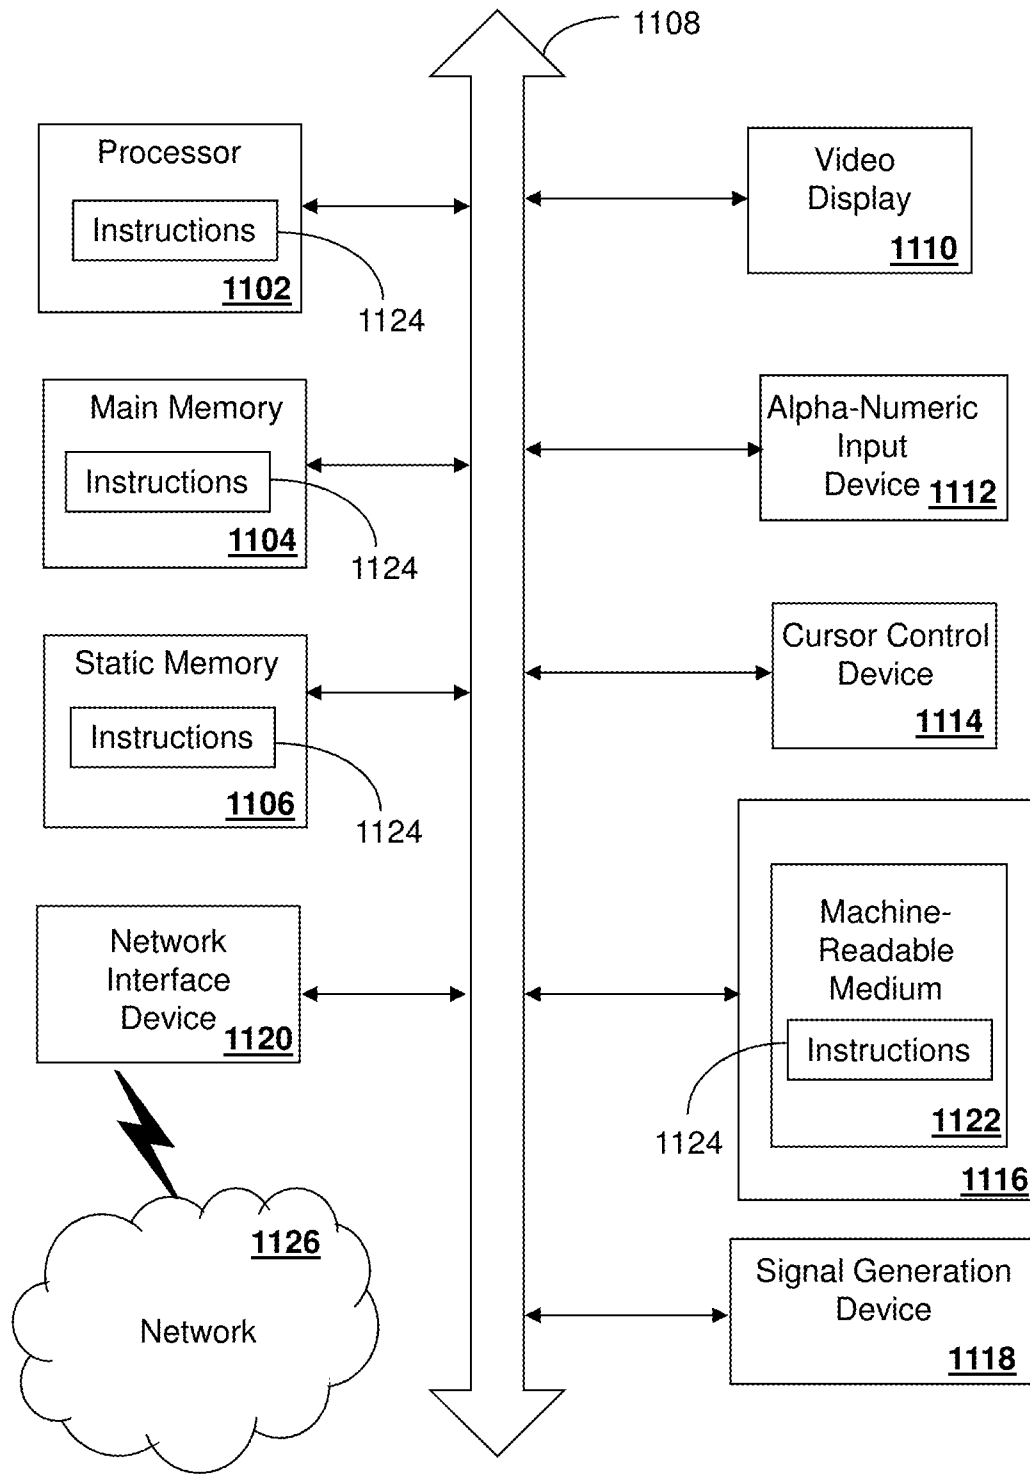 1108
Processor
Instructions
1102
1124
Main Memory
Instructions
1104
1124
Static Memory
Instructions
1106
1124
Network
Interface
Device
1120
1126
Network
Video
Display
1110
Alpha-Numeric
Input
Device
1112
Cursor Control
Device
1114
Machine-
Readable
Medium
Instructions
1124
1122
1116
Signal Generation
Device
1118